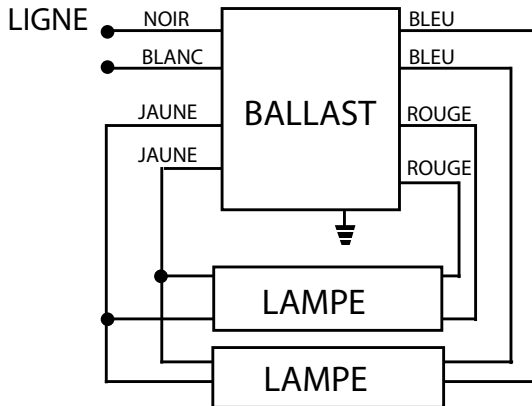 LIGNE
NOIR
BLEU
BLANC
BLEU
JAUNE
BALLAST
ROUGE
JAUNE
ROUGE
LAMPE
LAMPE